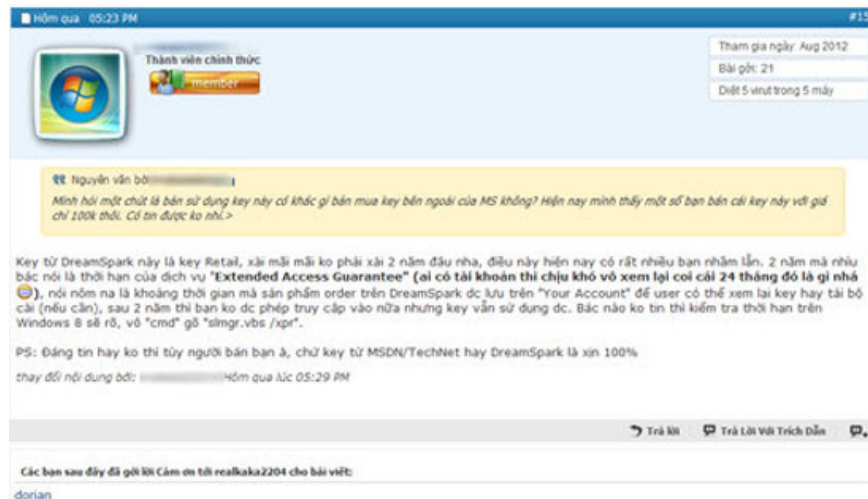 Hôm qua 05:23 PM
#15
Thành viên chính thức
member
Tham gia ngày: Aug 2012
Bài gởi: 21
Diệt 5 virut trong 5 máy
Nguyên văn bởi
Mình hỏi một chút là bản sử dụng key này có khác gì bản mua key bên ngoài của MS không? Hiện nay mình thấy một số bạn bán cái key này với giá
chỉ 100k thôi. Có tin được ko nhỉ.>
Key từ DreamSpark này là key Retail, xài mãi mãi ko phải xài 2 năm đâu nha, điều này hiện nay có rất nhiều bạn nhầm lẫn. 2 năm mà nhiu
bác nói là thời hạn của dịch vụ "Extended Access Guarantee" (ai có tài khoản thì chịu khó vô xem lại coi cái 24 tháng đó là gì nhá
), nói nôm na là khoảng thời gian mà sản phẩm order trên DreamSpark dc lưu trên "Your Account" để user có thể xem lại key hay tải bộ
cài (nếu cần), sau 2 năm thì bạn ko dc phép truy cập vào nữa nhưng key vẫn sử dụng dc. Bác nào ko tin thì kiểm tra thời hạn trên
Windows 8 sẽ rõ, vô "cmd" gõ "slmgr.vbs /xpr".
PS: Đáng tin hay ko thì tùy người bán bạn à, chứ key từ MSDN/TechNet hay DreamSpark là xịn 100%
thay đổi nội dung bởi: Hôm qua lúc 05:29 PM
Trả lời Trả Lời Với Trích Dẫn
Các bạn sau đây đã gởi lời Cảm ơn tới realkaka2204 cho bài viết:
dorian